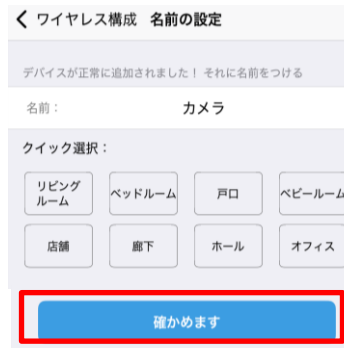 ワイヤレス構成 名前の設定
デバイスが正常に追加されました！ それに名前をつける
名前： カメラ
クイック選択：
リビング
ルーム
ベッドルーム
戸口
ベビールーム
店舗
廊下
ホール
オフィス
確かめます